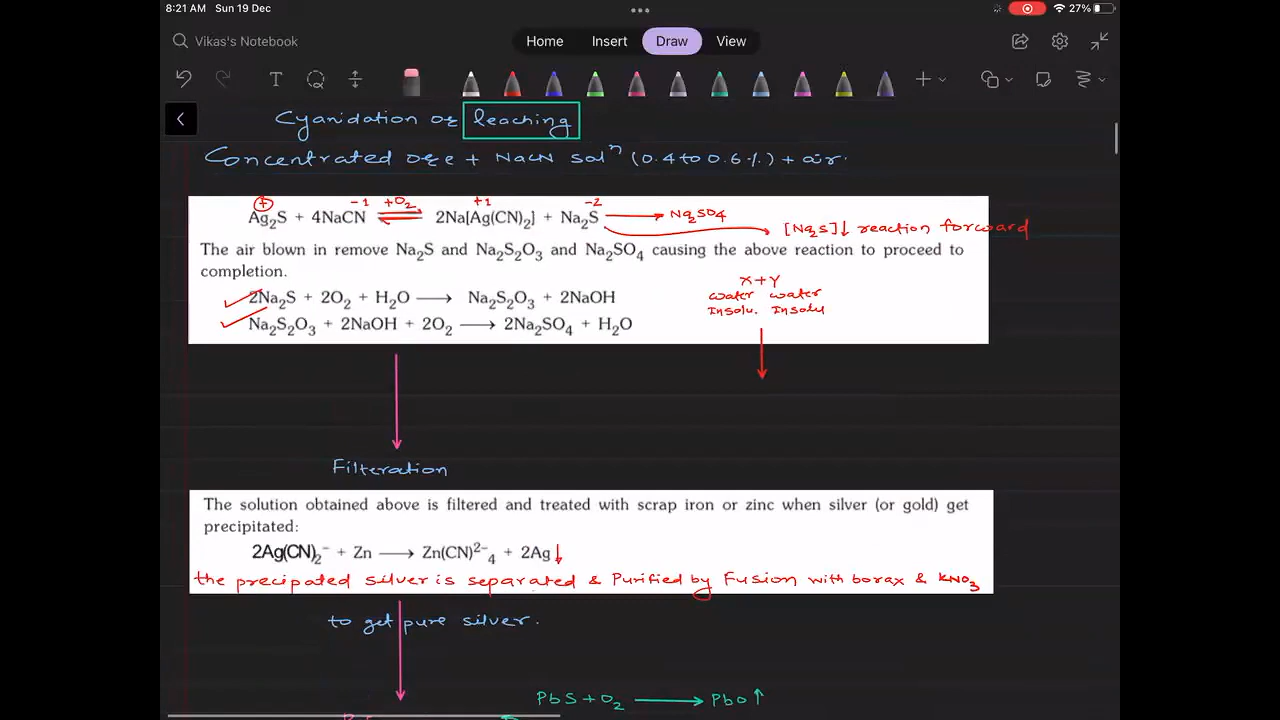 8:21 AM Sun 19 Dec
27%
Vikas's Notebook
Home Insert Draw View
Cyanidation or leaching
Concentrated ore + NaCN solⁿ (0.4 to 0.6%) + air.
+ -1 +O₂ +1 -2
Ag₂S + 4NaCN ⇌ 2Na[Ag(CN)₂] + Na₂S → Na₂SO₄
[Na₂S]↓ reaction forward
The air blown in remove Na₂S and Na₂S₂O₃ and Na₂SO₄ causing the above reaction to proceed to
completion.
X+Y
water water
Insolu. Insolu
2Na₂S + 2O₂ + H₂O ⟶ Na₂S₂O₃ + 2NaOH
Na₂S₂O₃ + 2NaOH + 2O₂ ⟶ 2Na₂SO₄ + H₂O
Filteration
The solution obtained above is filtered and treated with scrap iron or zinc when silver (or gold) get
precipitated:
2Ag(CN)₂⁻ + Zn ⟶ Zn(CN)²⁻₄ + 2Ag↓
the precipated silver is separated & Purified by Fusion with borax & KNO₃
to get pure silver.
PbS + O₂ ⟶ PbO↑